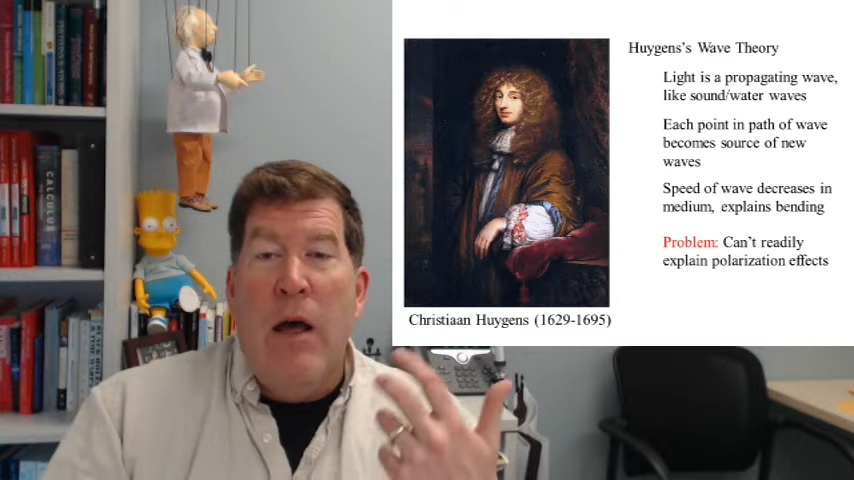 Huygens's Wave Theory
Light is a propagating wave,
like sound/water waves
Each point in path of wave
becomes source of new
waves
Speed of wave decreases in
medium, explains bending
Problem: Can't readily
explain polarization effects
Christiaan Huygens (1629-1695)
CALCULUS